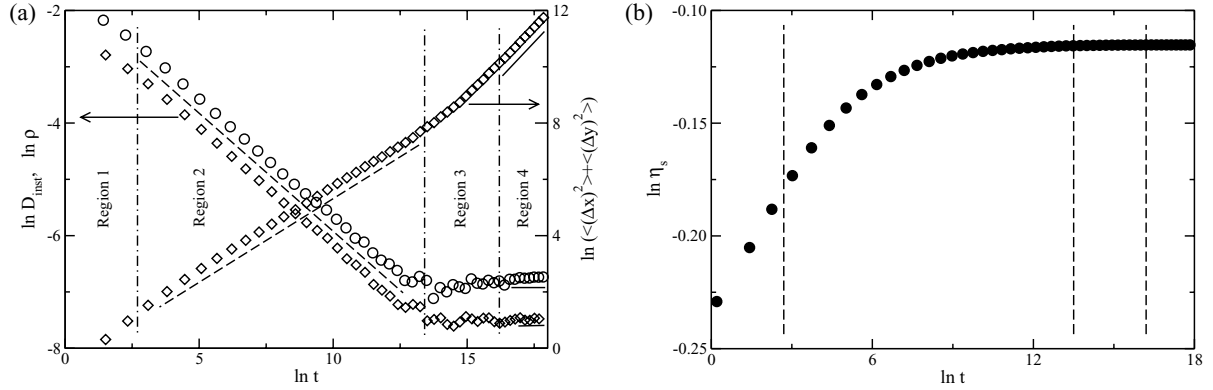 (a)
12
8
4
0
-2
-4
-6
-8
0
5
10
15
ln t
ln D_inst, ln ρ
ln (<(Δx)^2>+<(Δy)^2>)
Region 1
Region 2
Region 3
Region 4
(b)
-0.10
-0.15
-0.20
-0.25
0
6
12
18
ln t
ln η_s